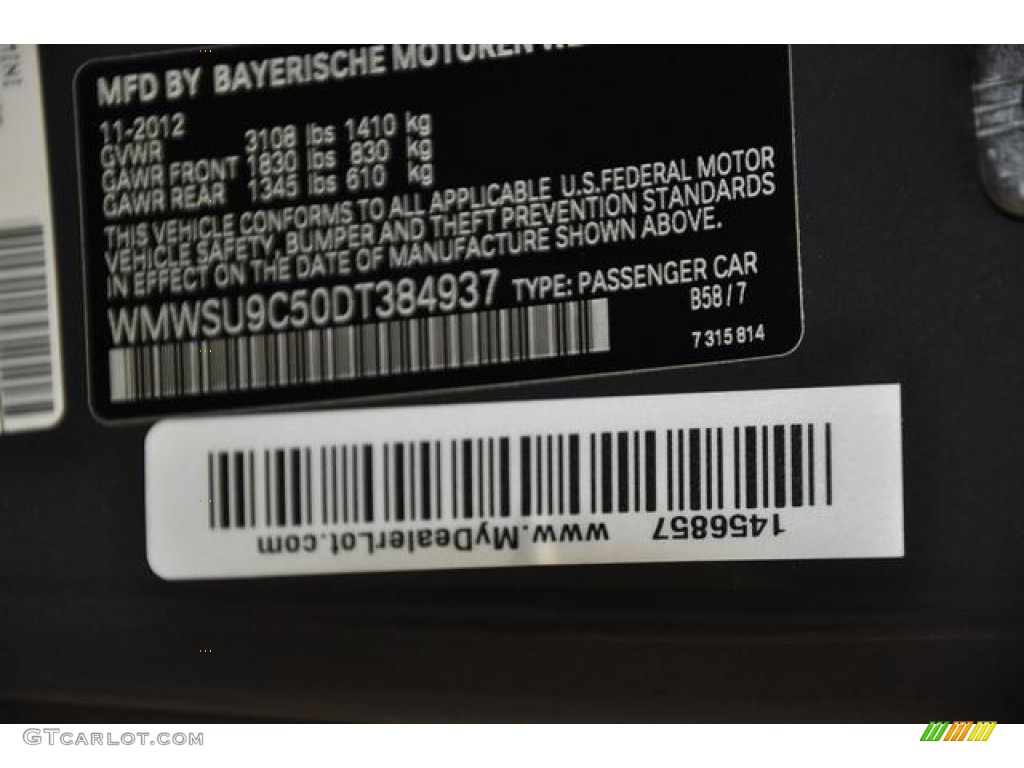 MFD BY BAYERISCHE MOTOREN
11-2012
GVWR 3108 lbs 1410 kg
GAWR FRONT 1830 lbs 830 kg
GAWR REAR 1345 lbs 610 kg
THIS VEHICLE CONFORMS TO ALL APPLICABLE U.S.FEDERAL MOTOR
VEHICLE SAFETY, BUMPER AND THEFT PREVENTION STANDARDS
IN EFFECT ON THE DATE OF MANUFACTURE SHOWN ABOVE.
WMWSU9C50DT384937 TYPE: PASSENGER CAR
B58 / 7
7 315 814
1456857 www.MyDealerLot.com
GTCARLOT.COM